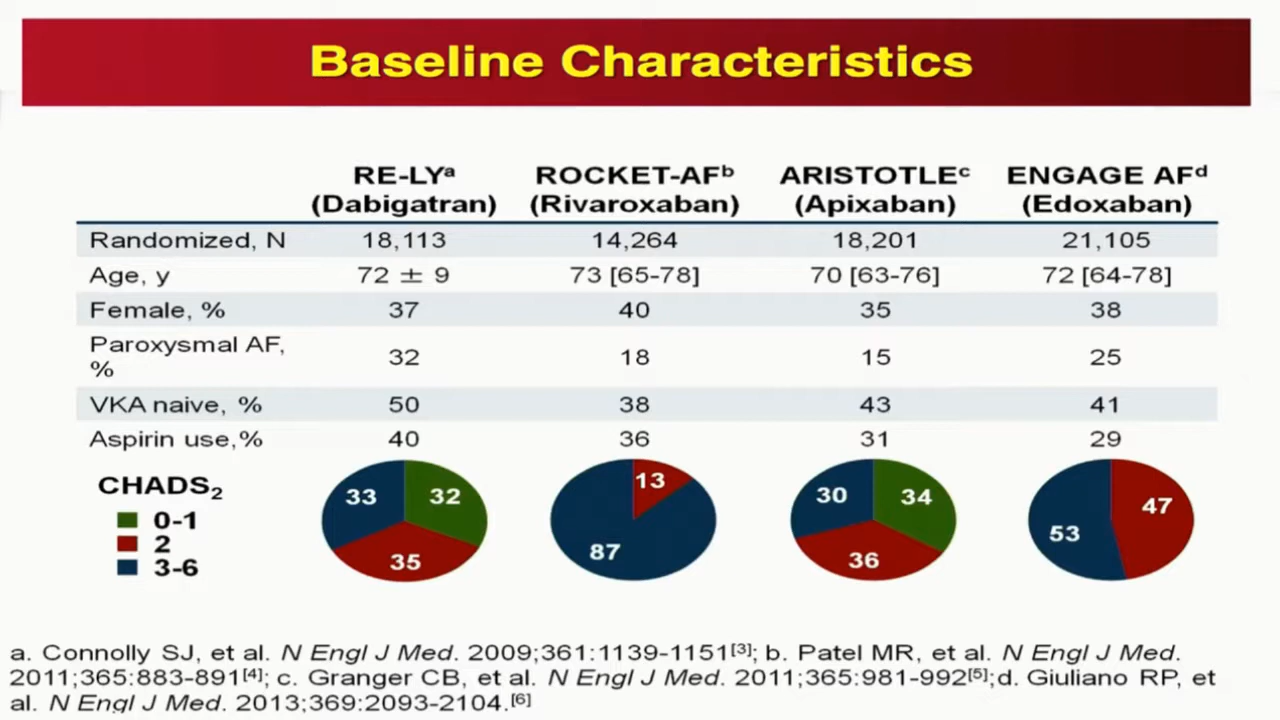 Baseline Characteristics
RE-LYᵃ ROCKET-AFᵇ ARISTOTLEᶜ ENGAGE AFᵈ
(Dabigatran) (Rivaroxaban) (Apixaban) (Edoxaban)
Randomized, N 18,113 14,264 18,201 21,105
Age, y 72 ± 9 73 [65-78] 70 [63-76] 72 [64-78]
Female, % 37 40 35 38
Paroxysmal AF,
% 32 18 15 25
VKA naive, % 50 38 43 41
Aspirin use,% 40 36 31 29
CHADS₂
0-1
2
3-6
33 32 35
13 87
30 34 36
47 53
a. Connolly SJ, et al. N Engl J Med. 2009;361:1139-1151[3]; b. Patel MR, et al. N Engl J Med.
2011;365:883-891[4]; c. Granger CB, et al. N Engl J Med. 2011;365:981-992[5];d. Giuliano RP, et
al. N Engl J Med. 2013;369:2093-2104.[6]